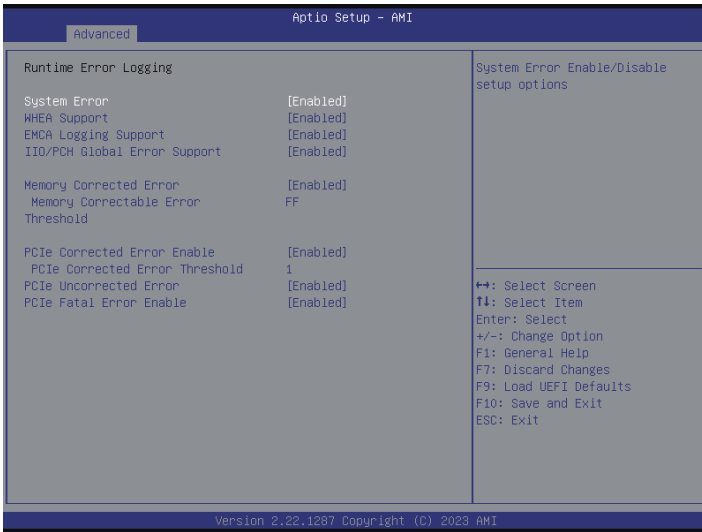 Aptio Setup – AMI
Advanced
Runtime Error Logging
System Error [Enabled]
WHEA Support [Enabled]
EMCA Logging Support [Enabled]
IIO/PCH Global Error Support [Enabled]
Memory Corrected Error [Enabled]
Memory Correctable Error FF
Threshold
PCIe Corrected Error Enable [Enabled]
PCIe Corrected Error Threshold 1
PCIe Uncorrected Error [Enabled]
PCIe Fatal Error Enable [Enabled]
System Error Enable/Disable
setup options
↔: Select Screen
↑↓: Select Item
Enter: Select
+/-: Change Option
F1: General Help
F7: Discard Changes
F9: Load UEFI Defaults
F10: Save and Exit
ESC: Exit
Version 2.22.1287 Copyright (C) 2023 AMI